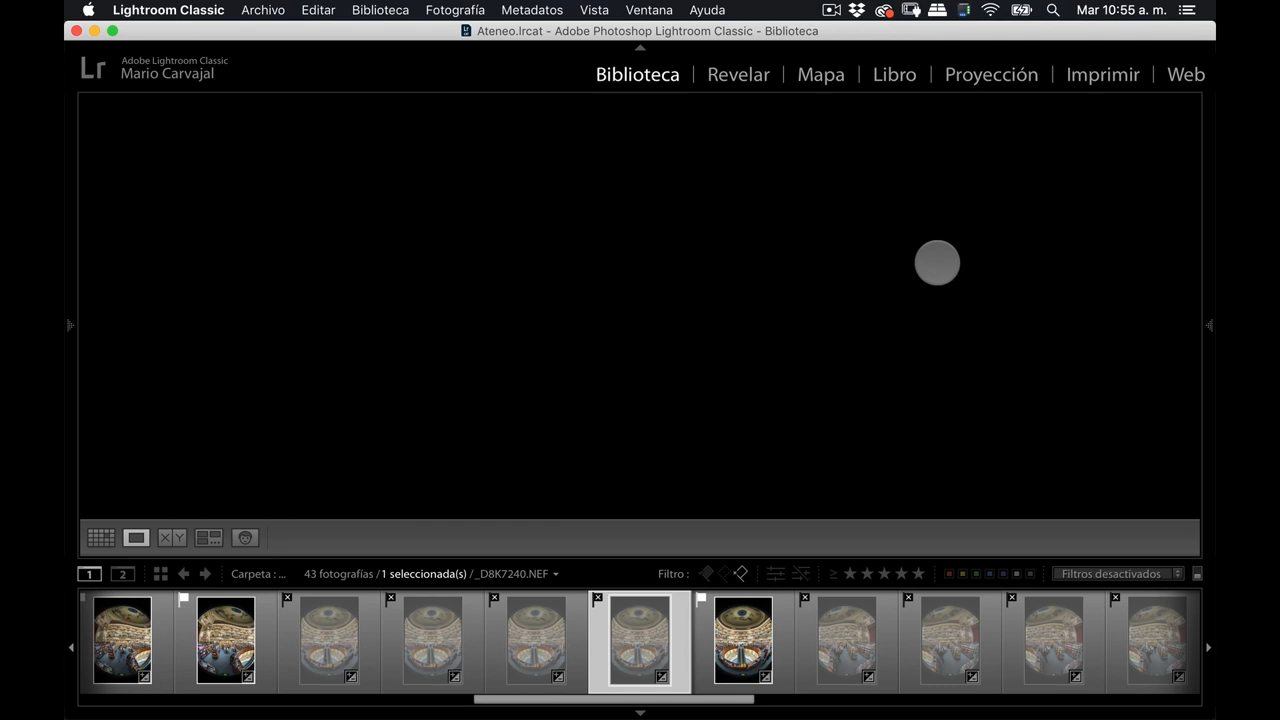 Lightroom Classic Archivo Editar Biblioteca Fotografía Metadatos Vista Ventana Ayuda Mar 10:55 a. m.
Ateneo.lrcat - Adobe Photoshop Lightroom Classic - Biblioteca
Lr Adobe Lightroom Classic
Mario Carvajal
Biblioteca | Revelar | Mapa | Libro | Proyección | Imprimir | Web
X Y
1 2 Carpeta : ... 43 fotografías / 1 seleccionada(s) / _D8K7240.NEF Filtro : ≥ ★★★★★ Filtros desactivados